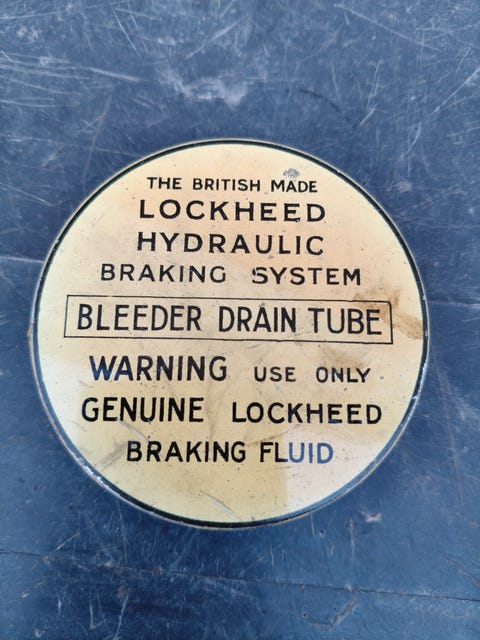 THE BRITISH MADE
LOCKHEED
HYDRAULIC
BRAKING SYSTEM
BLEEDER DRAIN TUBE
WARNING USE ONLY
GENUINE LOCKHEED
BRAKING FLUID